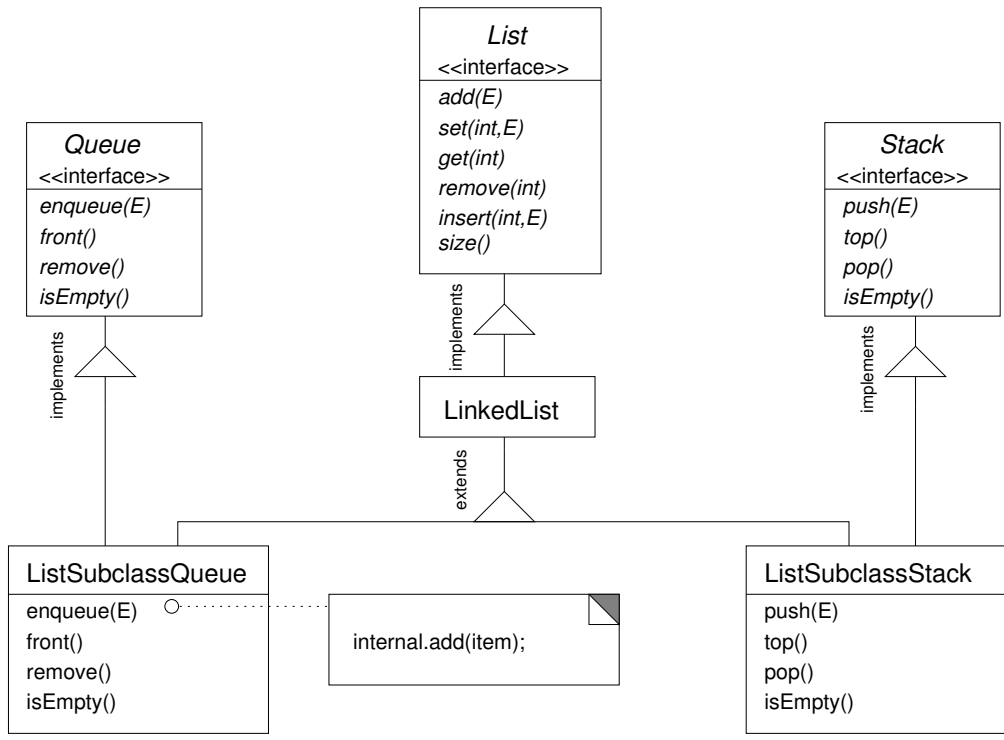 List
<<interface>>
add(E)
set(int,E)
get(int)
remove(int)
insert(int,E)
size()
Queue
<<interface>>
enqueue(E)
front()
remove()
isEmpty()
Stack
<<interface>>
push(E)
top()
pop()
isEmpty()
implements
implements
implements
LinkedList
extends
ListSubclassQueue
enqueue(E)
front()
remove()
isEmpty()
internal.add(item);
ListSubclassStack
push(E)
top()
pop()
isEmpty()